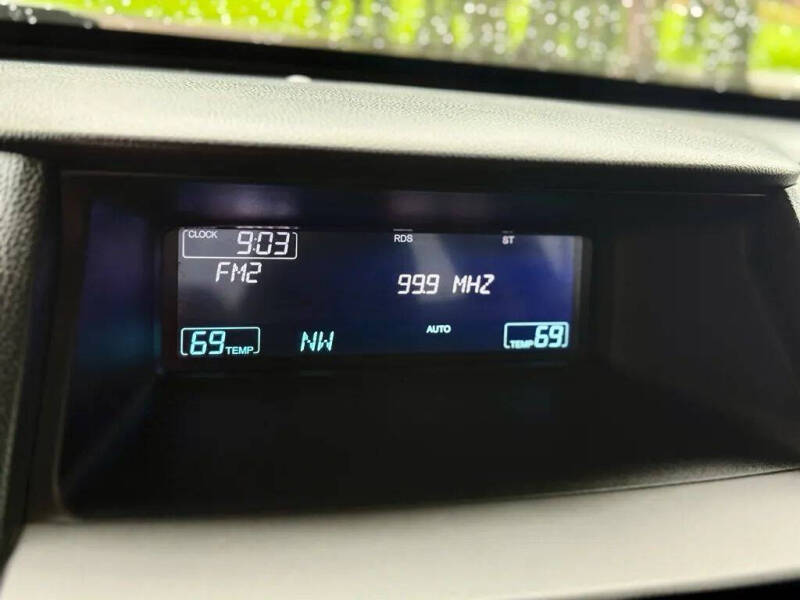 CLOCK 9:03 RDS ST
FM2 99.9 MHZ
69 TEMP NW AUTO TEMP 69